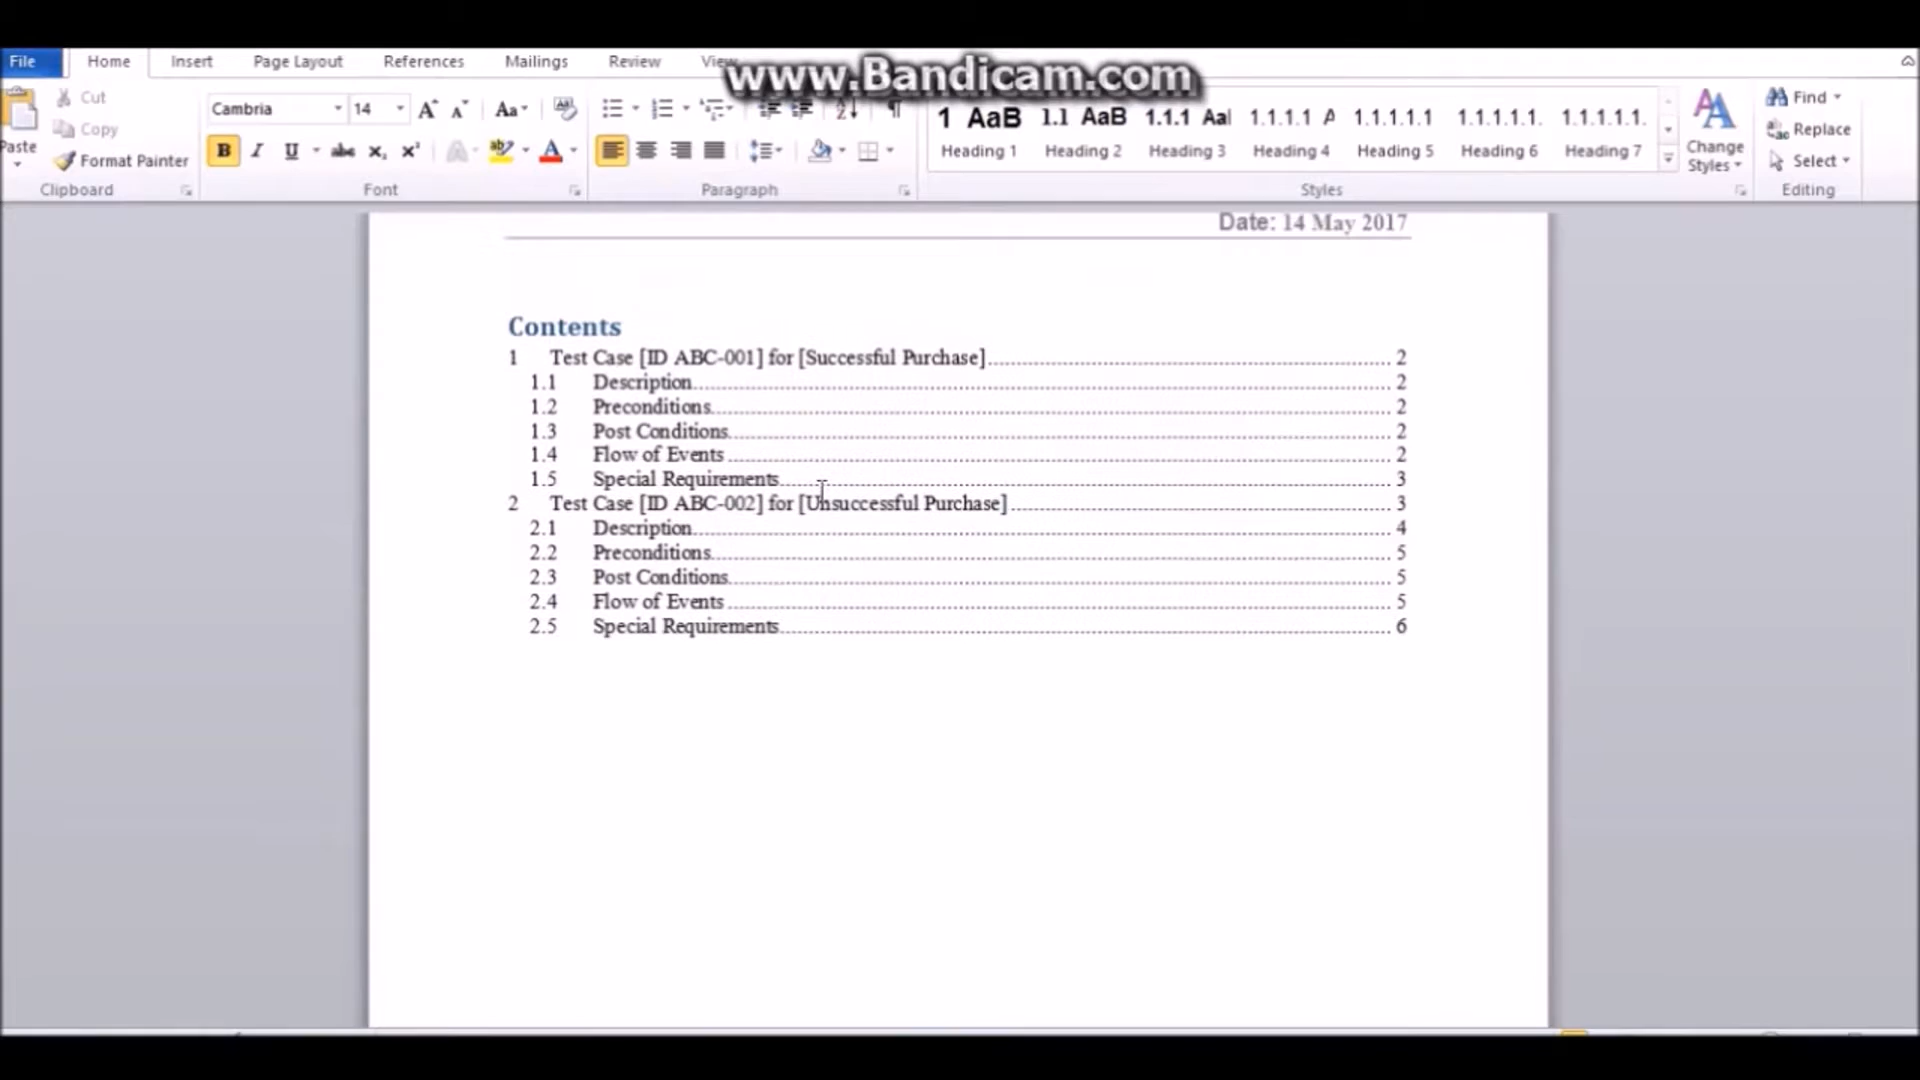 www.Bandicam.com
File Home Insert Page Layout References Mailings Review View
Cut
Copy
Paste
Format Painter
Clipboard
Cambria 14
Font
Paragraph
1 AaB 1.1 AaB 1.1.1 Aal 1.1.1.1 A 1.1.1.1.1 1.1.1.1.1. 1.1.1.1.
Heading 1 Heading 2 Heading 3 Heading 4 Heading 5 Heading 6 Heading 7
Styles
Change Styles
Find
Replace
Select
Editing
Date: 14 May 2017
Contents
1 Test Case [ID ABC-001] for [Successful Purchase] 2
1.1 Description 2
1.2 Preconditions 2
1.3 Post Conditions 2
1.4 Flow of Events 2
1.5 Special Requirements 3
2 Test Case [ID ABC-002] for [Unsuccessful Purchase] 3
2.1 Description 4
2.2 Preconditions 5
2.3 Post Conditions 5
2.4 Flow of Events 5
2.5 Special Requirements 6